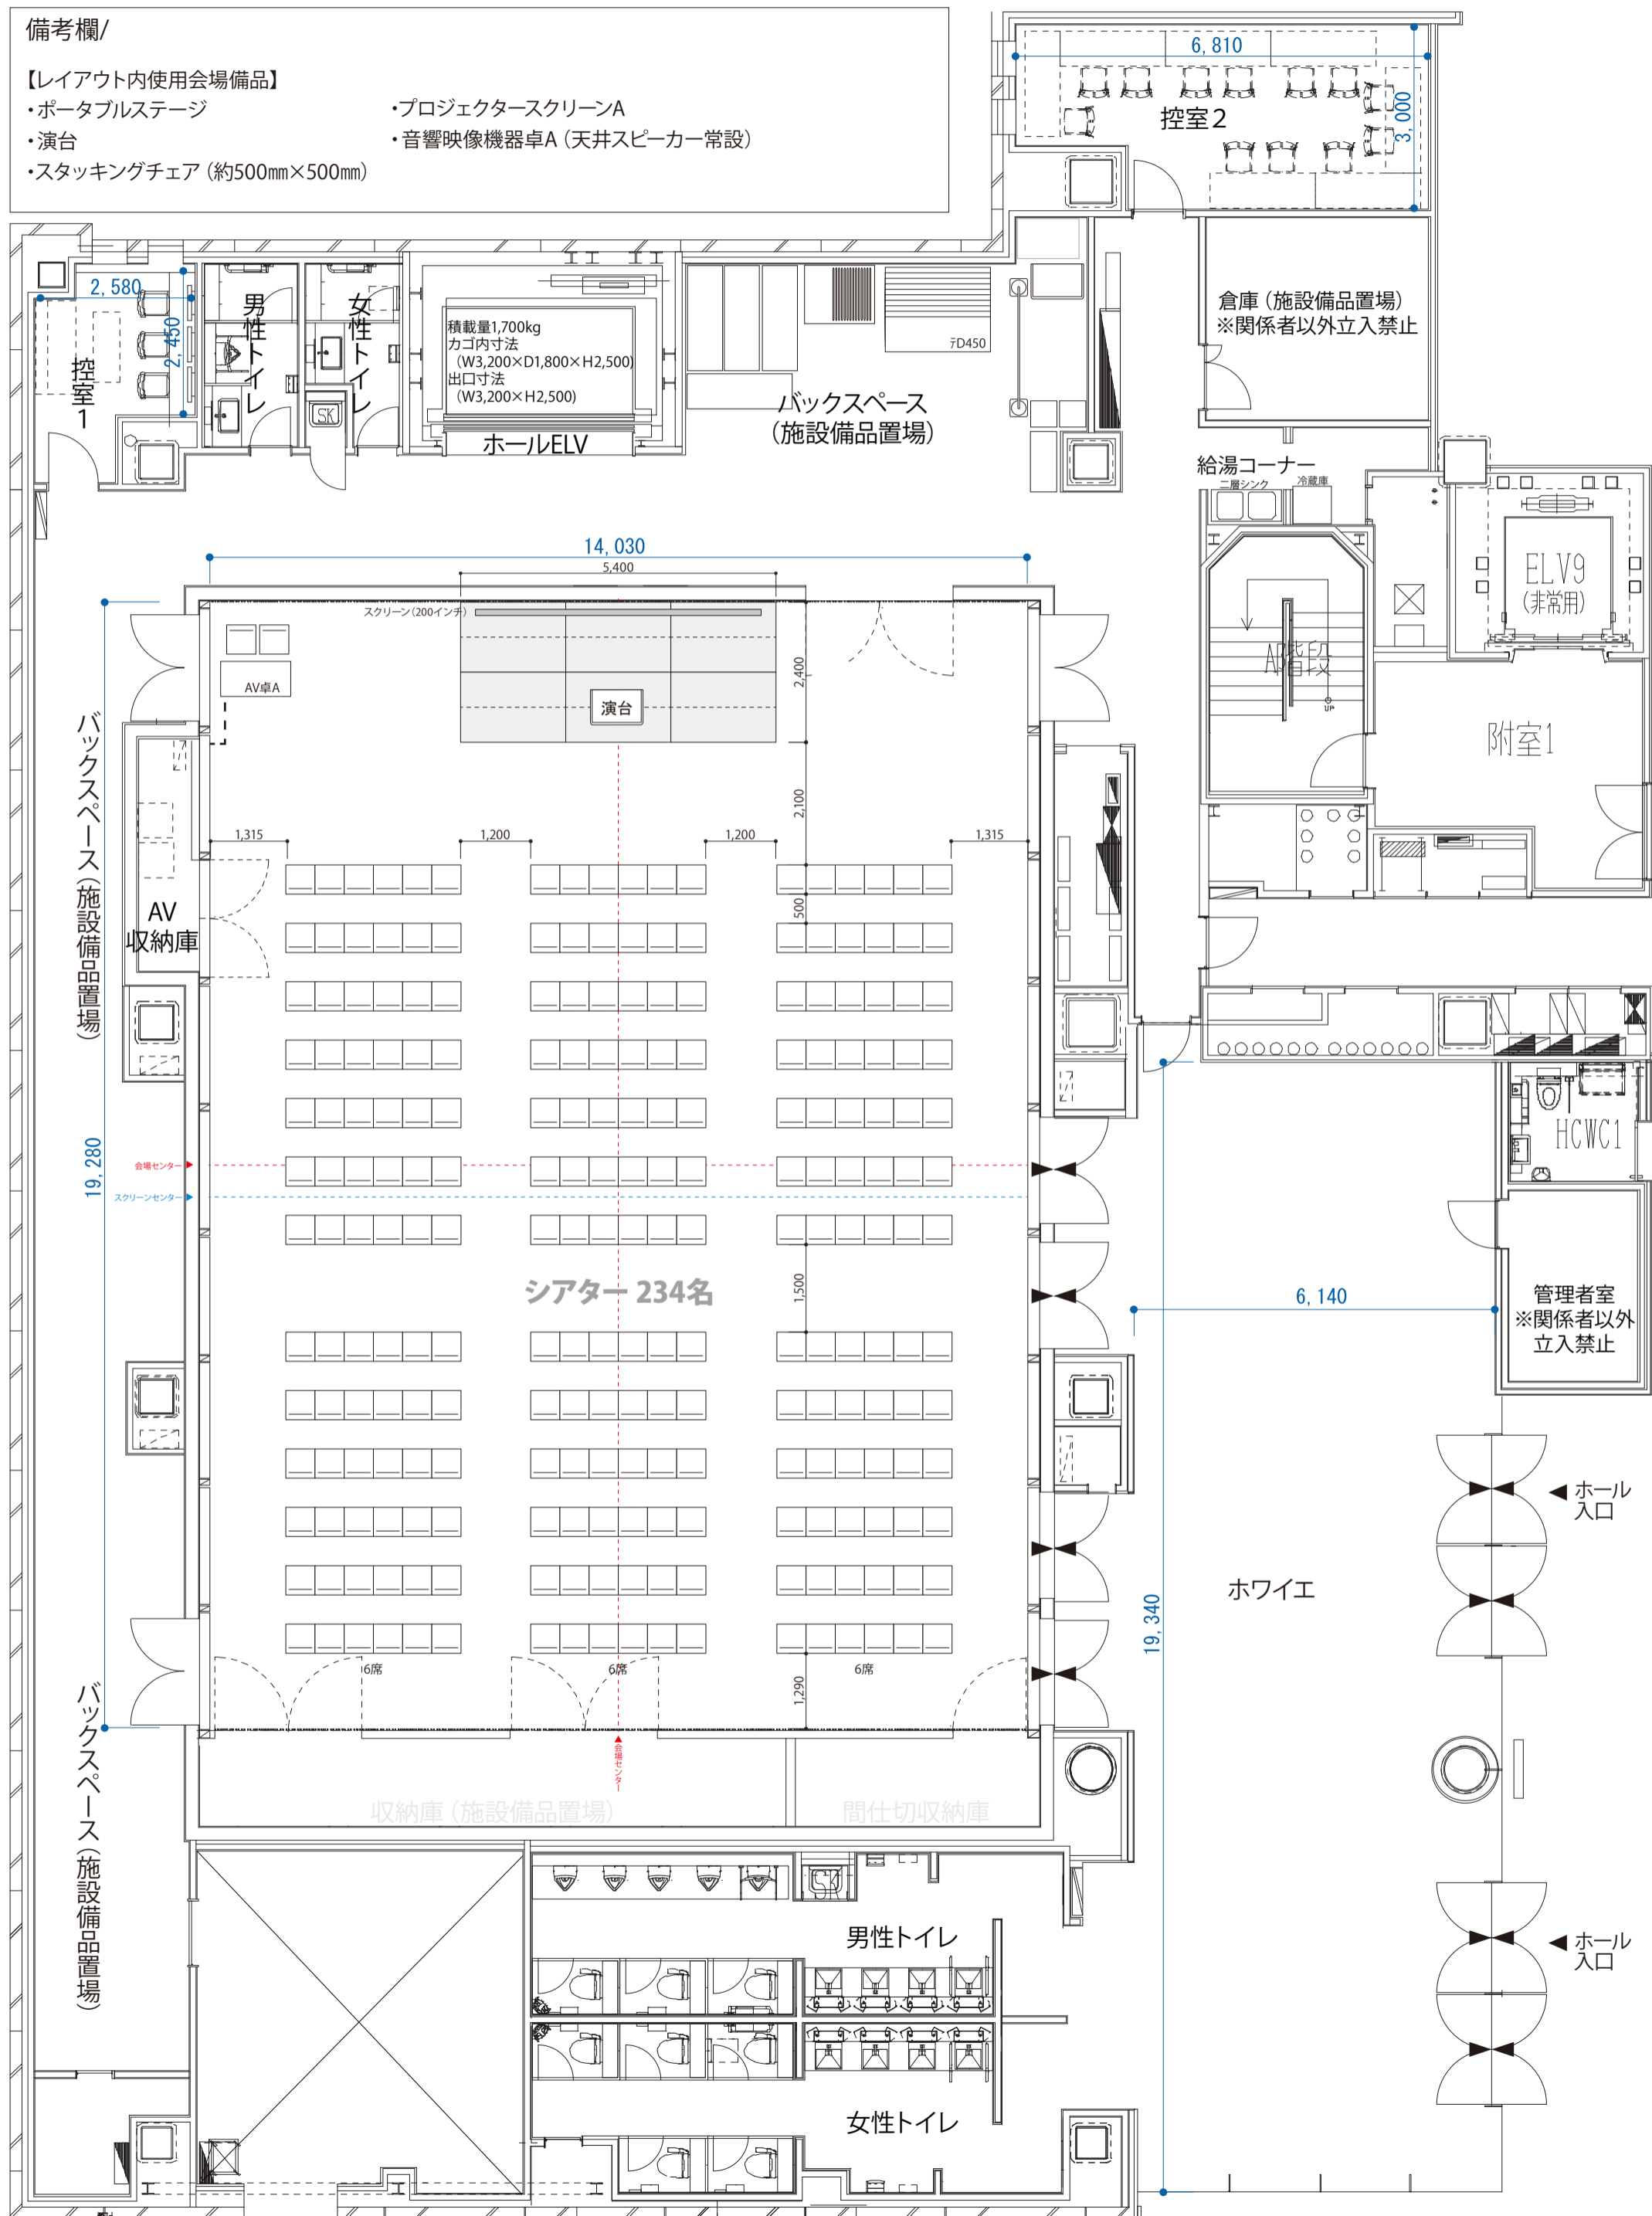 備考欄/
【レイアウト内使用会場備品】
・ポータブルステージ
・プロジェクタースクリーンA
・演台
・音響映像機器卓A（天井スピーカー常設）
・スタッキングチェア（約500㎜×500㎜）
6,810
控室2
3,000
2,580
2,450
控室1
男性トイレ
女性トイレ
SK
積載量1,700kg
カゴ内寸法
（W3,200×D1,800×H2,500）
出口寸法
（W3,200×H2,500）
ホールELV
バックスペース
（施設備品置場）
ﾃD450
倉庫（施設備品置場）
※関係者以外立入禁止
給湯コーナー
二層シンク
冷蔵庫
ELV9
(非常用)
A階段
UP
附室1
14,030
5,400
スクリーン（200インチ）
AV卓A
演台
2,400
2,100
1,315
1,200
1,200
1,315
500
バックスペース（施設備品置場）
AV
収納庫
19,280
会場センター
スクリーンセンター
シアター 234名
1,500
6席
6席
6席
1,290
会場センター
収納庫（施設備品置場）
間仕切収納庫
HCWC1
6,140
管理者室
※関係者以外
立入禁止
ホール
入口
ホワイエ
19,340
ホール
入口
バックスペース（施設備品置場）
男性トイレ
女性トイレ